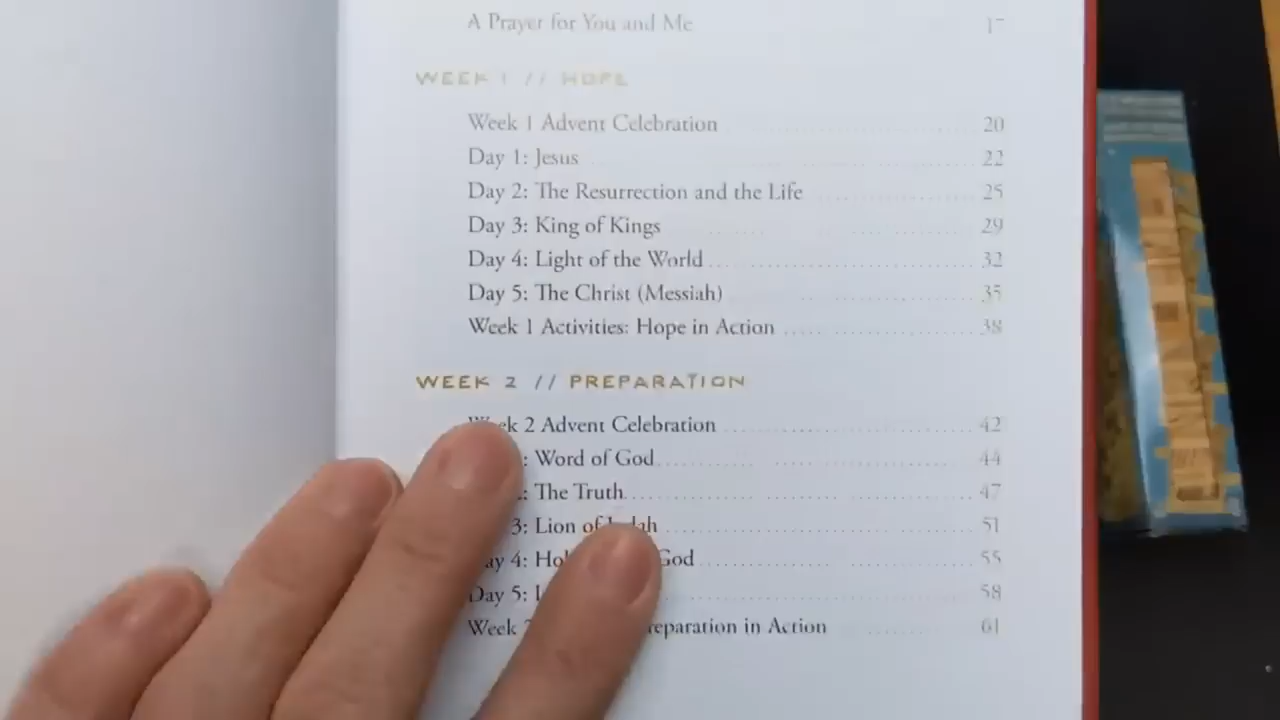 A Prayer for You and Me 17
WEEK 1 // HOPE
Week 1 Advent Celebration 20
Day 1: Jesus 22
Day 2: The Resurrection and the Life 25
Day 3: King of Kings 29
Day 4: Light of the World 32
Day 5: The Christ (Messiah) 35
Week 1 Activities: Hope in Action 38
WEEK 2 // PREPARATION
2 Advent Celebration 42
: Word of God 44
: The Truth 47
3: Lion of 51
4: God 55
Day 5: 58
Week in Action 61